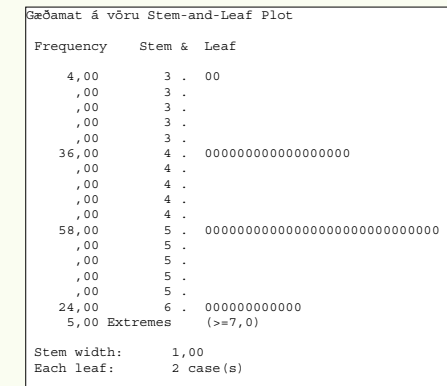 Gæðamat á vöru Stem-and-Leaf Plot
Frequency Stem & Leaf
4,00 3 . 00
,00 3 .
,00 3 .
,00 3 .
,00 3 .
36,00 4 . 000000000000000000
,00 4 .
,00 4 .
,00 4 .
,00 4 .
58,00 5 . 00000000000000000000000000000
,00 5 .
,00 5 .
,00 5 .
,00 5 .
24,00 6 . 000000000000
5,00 Extremes (>=7,0)
Stem width: 1,00
Each leaf: 2 case(s)